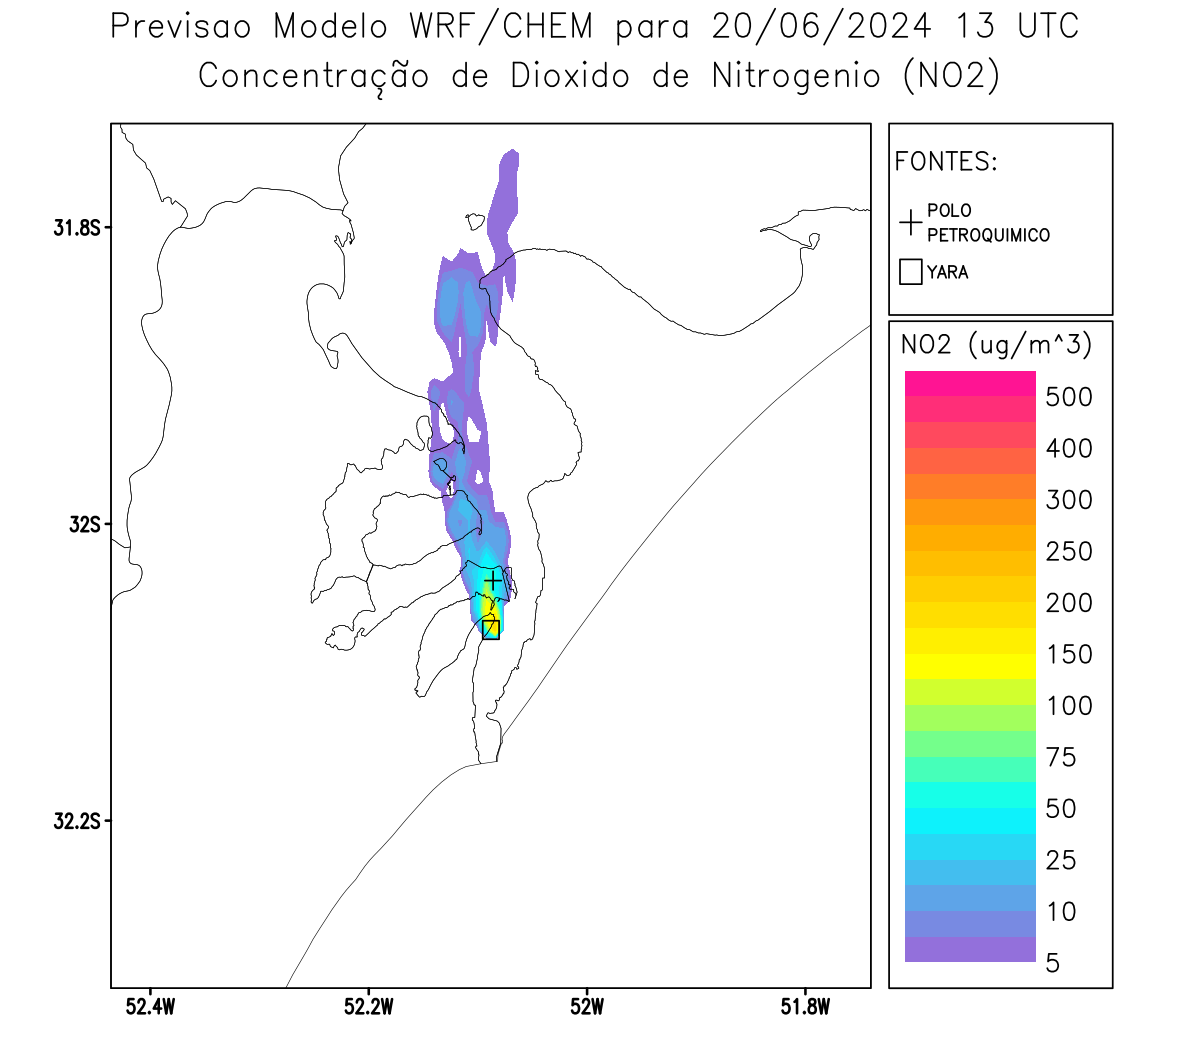 Previsao Modelo WRF/CHEM para 20/06/2024 13 UTC
Concentração de Dioxido de Nitrogenio (NO2)
FONTES:
POLO
PETROQUIMICO
YARA
NO2 (ug/m^3)
500
400
300
250
200
150
100
75
50
25
10
5
31.8S
32S
32.2S
52.4W
52.2W
52W
51.8W